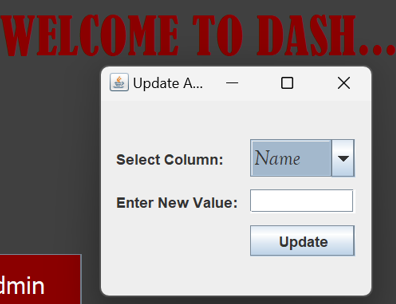 WELCOME TO DASH...
Update A...
Select Column:
Name
Enter New Value:
Update
dmin